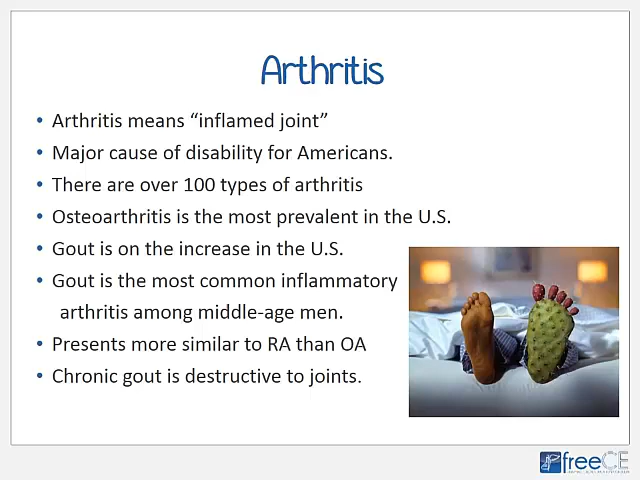 Arthritis
• Arthritis means “inflamed joint”
• Major cause of disability for Americans.
• There are over 100 types of arthritis
• Osteoarthritis is the most prevalent in the U.S.
• Gout is on the increase in the U.S.
• Gout is the most common inflammatory
arthritis among middle-age men.
• Presents more similar to RA than OA
• Chronic gout is destructive to joints.
freeCE